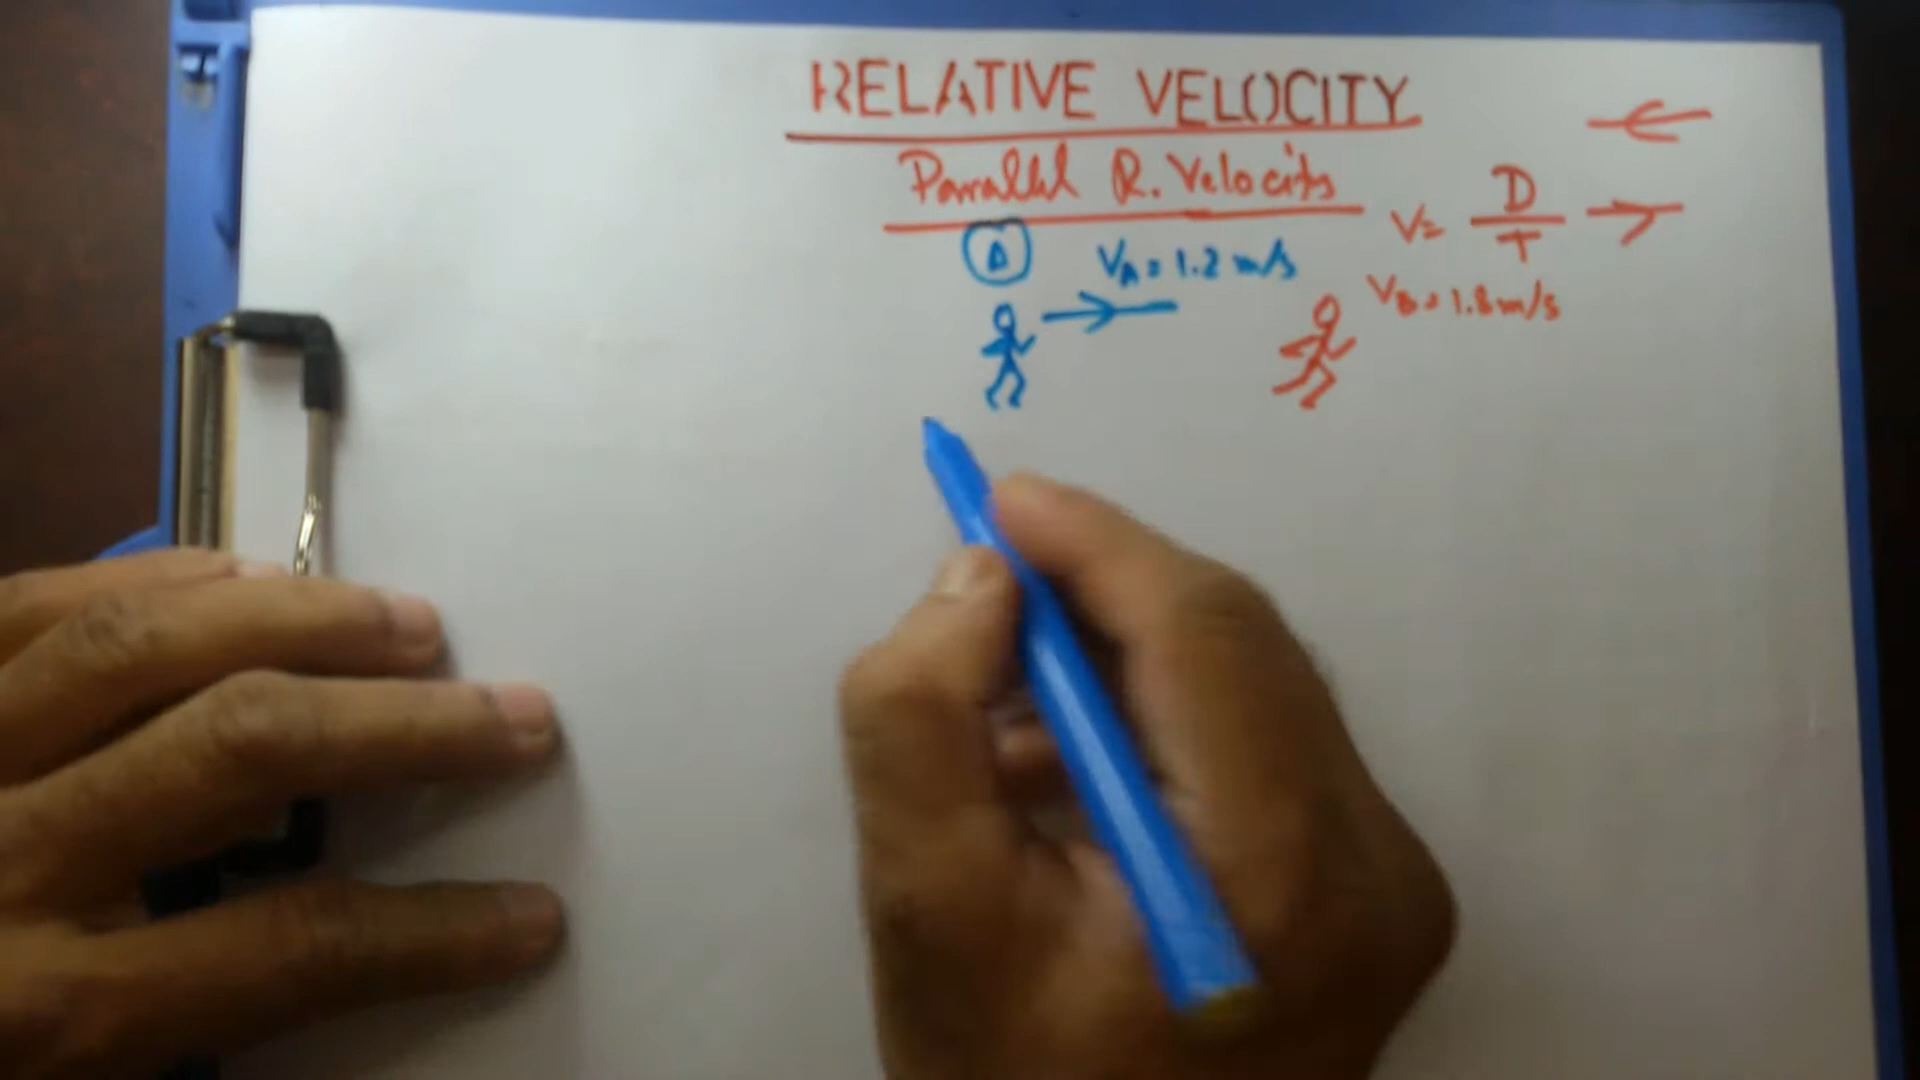 RELATIVE VELOCITY
Parallel R. Velocity
V = D/T
A
VA = 1.2 m/s
VB = 1.8 m/s